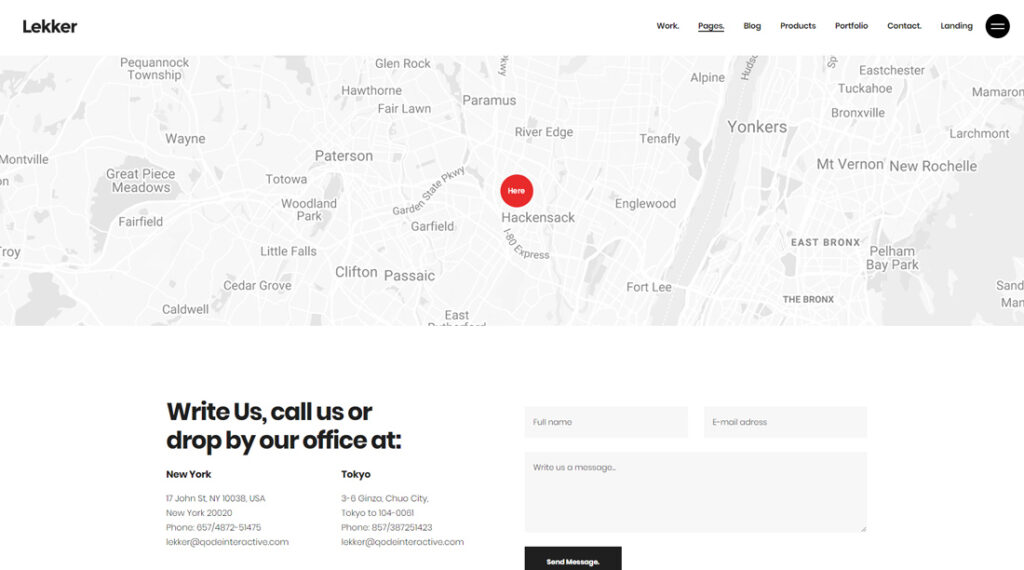 Lekker
Work. Pages. Blog Products Portfolio Contact. Landing
Pequannock
Township
Glen Rock
Pkwy
Alpine
Huds
Sp
Eastchester
Tuckahoe
Hawthorne
Mamaron
Fair Lawn
Paramus
Bronxville
Yonkers
River Edge
Tenafly
Larchmont
Wayne
Paterson
Montville
Mt Vernon
New Rochelle
Great Piece
Meadows
Totowa
Garden State Pkwy
Here
Woodland
Park
Englewood
Hackensack
Fairfield
Garfield
I-80 Express
EAST BRONX
Troy
Little Falls
Pelham
Bay Park
Clifton
Passaic
Cedar Grove
Fort Lee
Sand
Man
THE BRONX
Caldwell
East
Rutherford
Write Us, call us or
drop by our office at:
New York
17 John St, NY 10038, USA
New York 20020
Phone: 657/4872-51475
lekker@qodeinteractive.com
Tokyo
3-6 Ginza, Chuo City,
Tokyo to 104-0061
Phone: 857/387251423
lekker@qodeinteractive.com
Full name
E-mail adress
Write us a message...
Send Message.